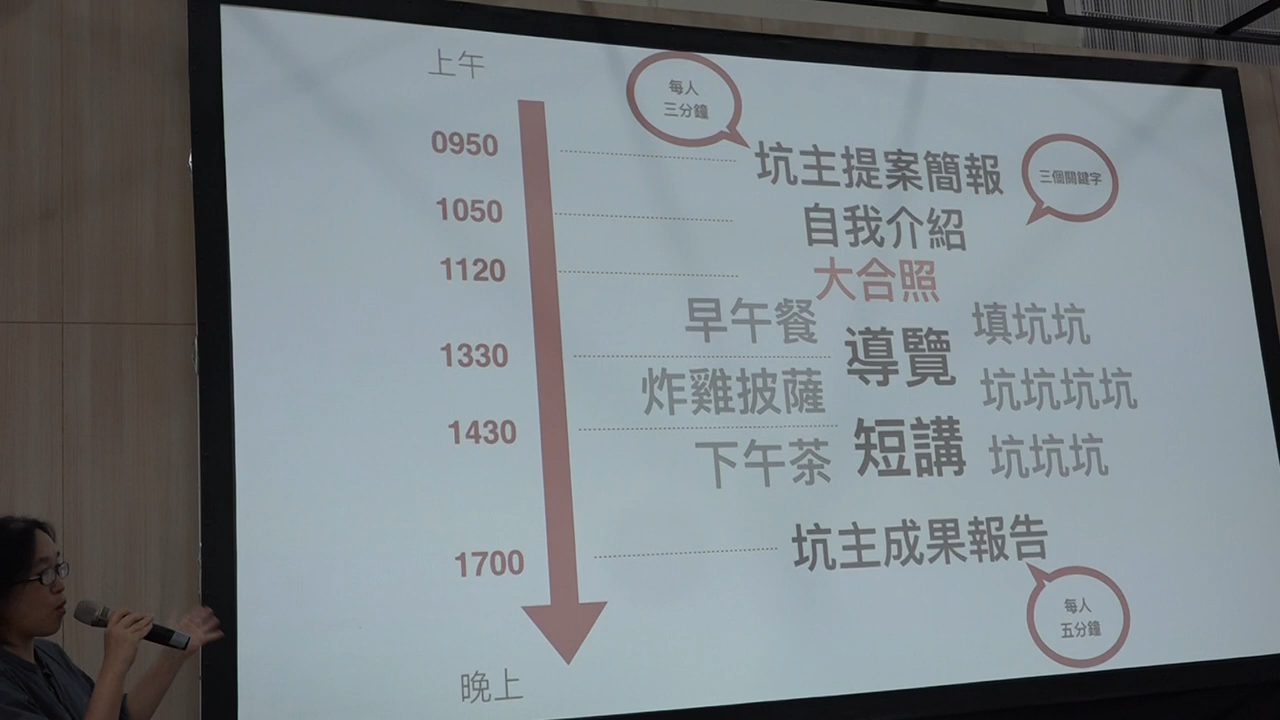 上午
每人
三分鐘
0950
坑主提案簡報
三個關鍵字
1050
自我介紹
1120
大合照
早午餐
填坑坑
1330
導覽
炸雞披薩
坑坑坑坑
1430
短講
下午茶
坑坑坑
1700
坑主成果報告
每人
五分鐘
晚上